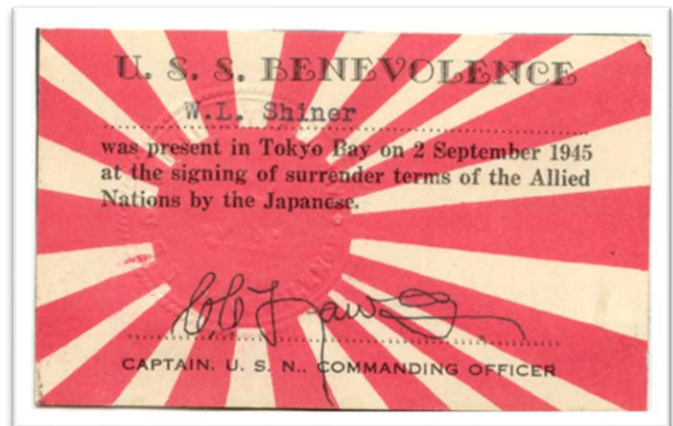 U. S. S. BENEVOLENCE
W.L. Shiner
was present in Tokyo Bay on 2 September 1945
at the signing of surrender terms of the Allied
Nations by the Japanese.
CAPTAIN, U. S. N., COMMANDING OFFICER